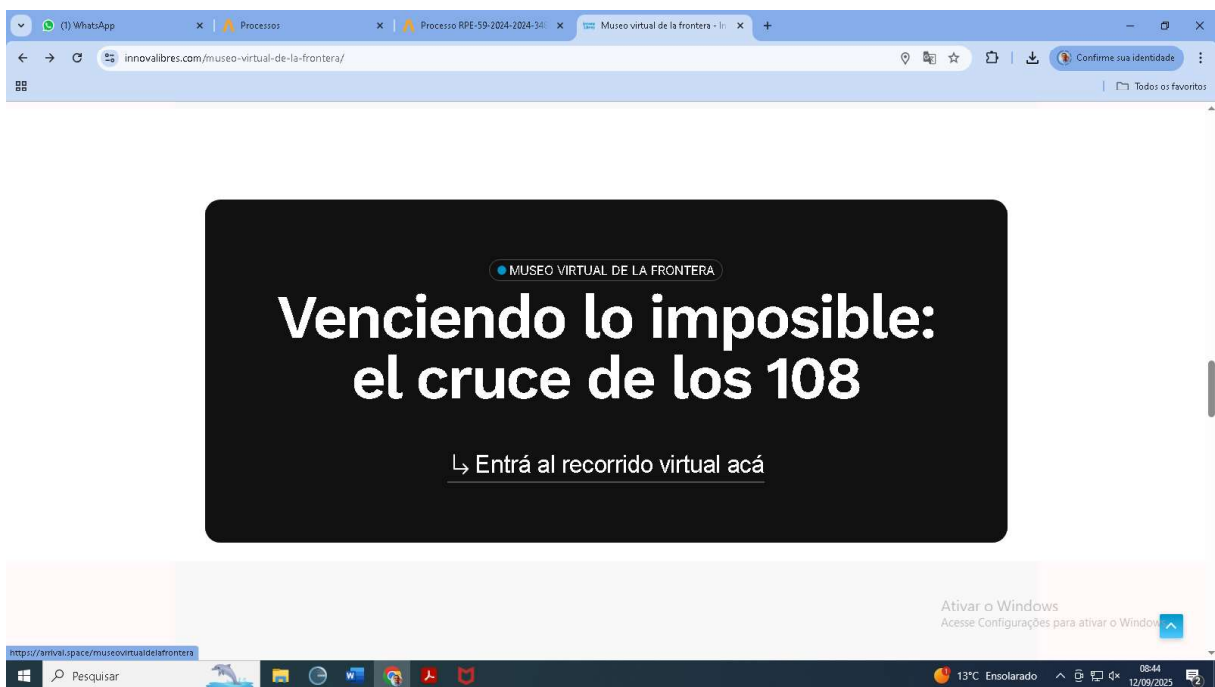 (1) WhatsApp
Processos
Processo RPE-59-2024-2024-34
Museo virtual de la frontera - In
innovalibres.com/museo-virtual-de-la-frontera/
Confirme sua identidade
Todos os favoritos
MUSEO VIRTUAL DE LA FRONTERA
Venciendo lo imposible:
el cruce de los 108
Entrá al recorrido virtual acá
Ativar o Windows
Acesse Configurações para ativar o Windows
https://arrival.space/museovirtualdelafrontera
Pesquisar
13°C Ensolarado
08:44
12/09/2025
2